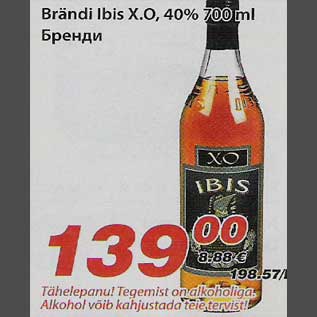 Brändi Ibis X.O, 40% 700 ml
Бренди
XO
IBIS
139 00
8.88 €
198.57/l
Tähelepanu! Tegemist on alkoholiga.
Alkohol võib kahjustada teie tervist!